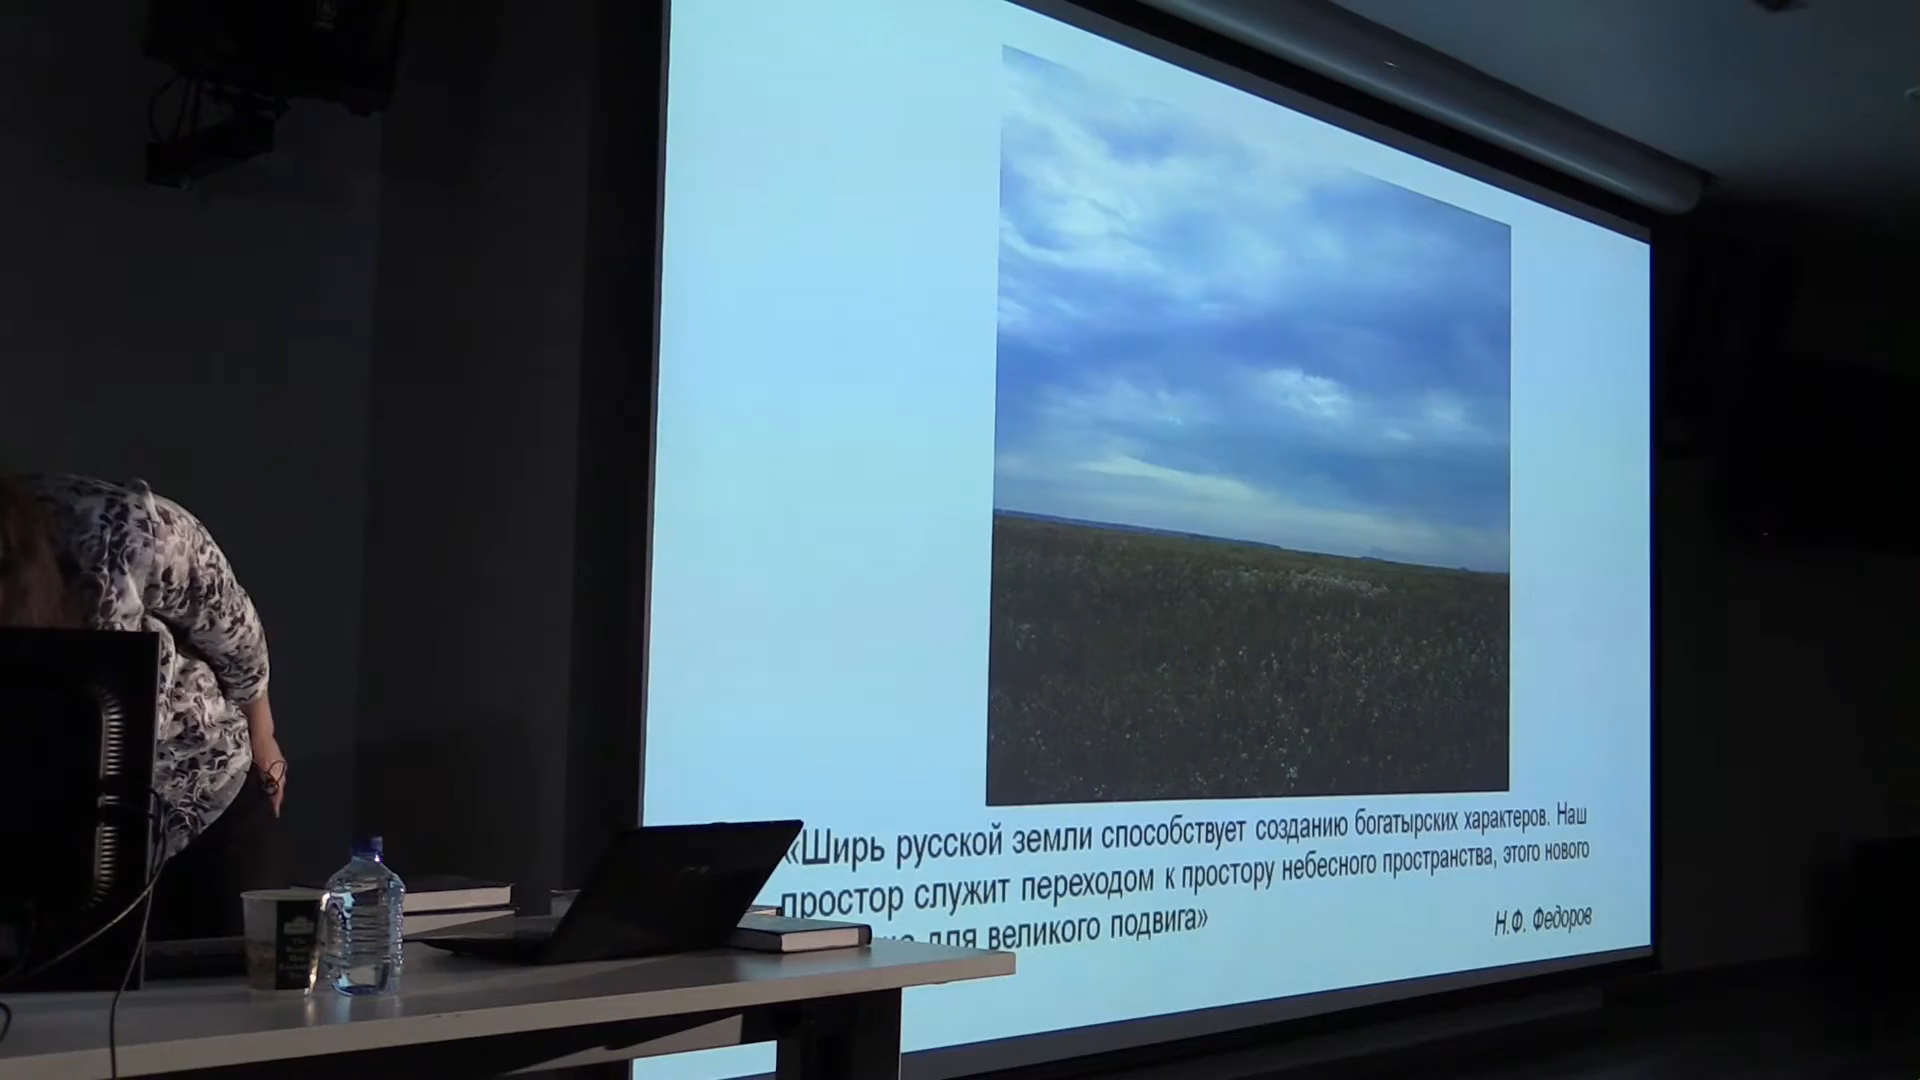 «Ширь русской земли способствует созданию богатырских характеров. Наш
простор служит переходом к простору небесного пространства, этого нового
для великого подвига»
Н.Ф. Федоров